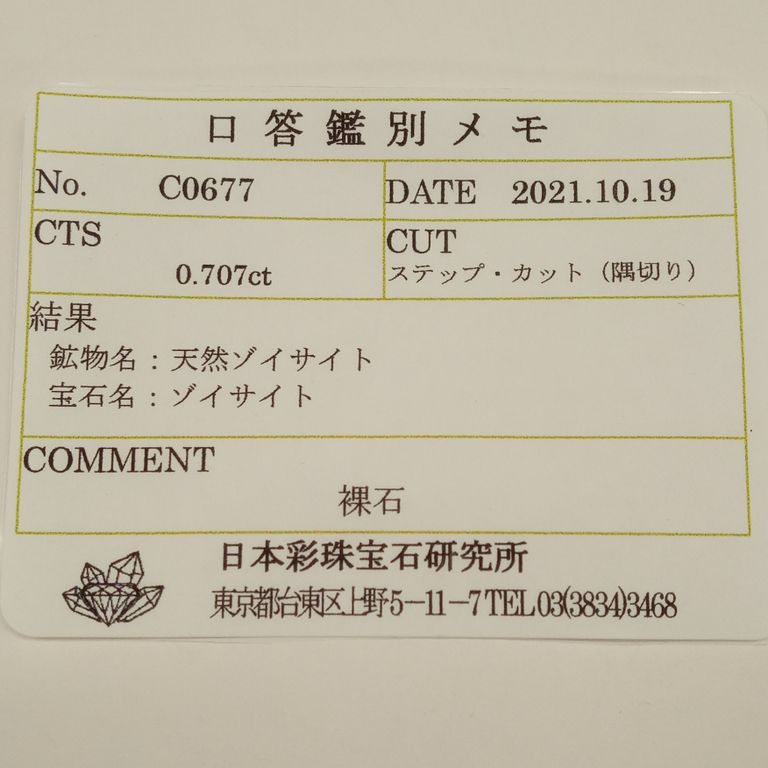 口答鑑別メモ
No. C0677
DATE 2021.10.19
CTS
0.707ct
CUT
ステップ・カット（隅切り）
結果
鉱物名：天然ゾイサイト
宝石名：ゾイサイト
COMMENT
裸石
日本彩珠宝石研究所
東京都台東区上野5－11－7 TEL 03(3834)3468